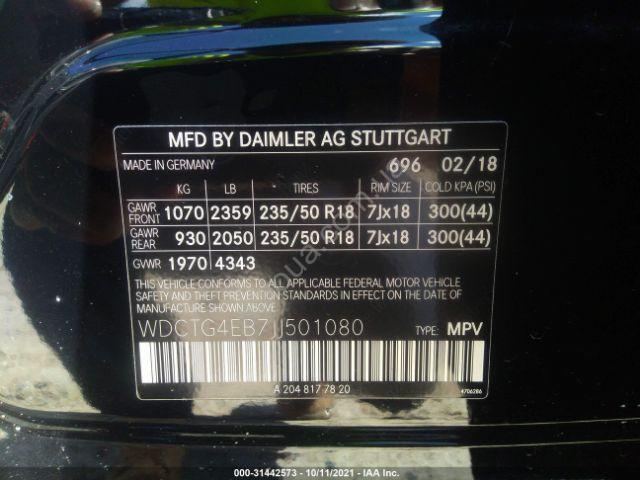 MFD BY DAIMLER AG STUTTGART
MADE IN GERMANY 696 02/18
KG LB TIRES RIM SIZE COLD KPA (PSI)
GAWR FRONT 1070 2359 235/50 R18 7Jx18 300(44)
GAWR REAR 930 2050 235/50 R18 7Jx18 300(44)
GVWR 1970 4343
THIS VEHICLE CONFORMS TO ALL APPLICABLE FEDERAL MOTOR VEHICLE
SAFETY AND THEFT PREVENTION STANDARDS IN EFFECT ON THE DATE
OF MANUFACTURE SHOWN ABOVE.
WDCTG4EB7JJ501080 TYPE: MPV
A 204 817 78 20 4706286
000-31442573 - 10/11/2021 - IAA Inc.